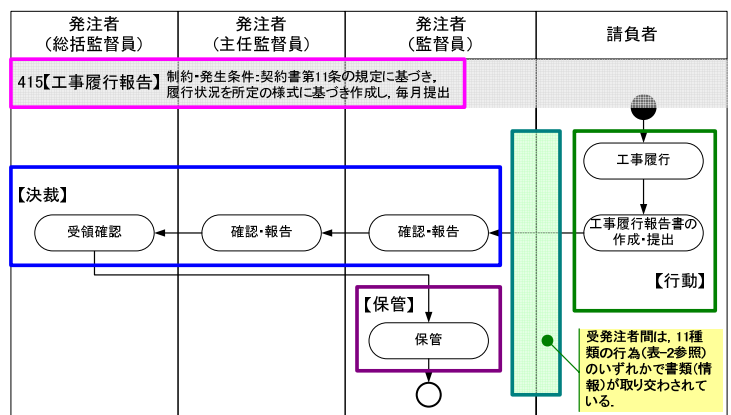 発注者
(総括監督員)
発注者
(主任監督員)
発注者
(監督員)
請負者
415【工事履行報告】
制約・発生条件:契約書第11条の規定に基づき,
履行状況を所定の様式に基づき作成し, 毎月提出
工事履行
【決裁】
受領確認
確認・報告
確認・報告
工事履行報告書の
作成・提出
【行動】
【保管】
保管
受発注者間は, 11種
類の行為(表-2参照)
のいずれかで書類(情
報)が取り交わされて
いる.